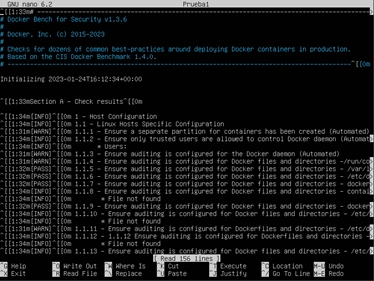 GNU nano 6.2 Prueba1
^[[1;33m# --------------------------------------------------------------------
# Docker Bench for Security v1.3.6
#
# Docker, Inc. (c) 2015-2023
#
# Checks for dozens of common best-practices around deploying Docker containers in production.
# Based on the CIS Docker Benchmark 1.4.0.
# --------------------------------------------------------------------^[[0m
Initializing 2023-01-24T16:12:34+00:00
^[[1;33mSection A - Check results^[[0m
^[[1;34m[INFO]^[[0m 1 - Host Configuration
^[[1;34m[INFO]^[[0m 1.1 - Linux Hosts Specific Configuration
^[[1;31m[WARN]^[[0m 1.1.1 - Ensure a separate partition for containers has been created (Automated)
^[[1;34m[INFO]^[[0m 1.1.2 - Ensure only trusted users are allowed to control Docker daemon (Automat>
^[[1;34m[INFO]^[[0m * users:
^[[1;31m[WARN]^[[0m 1.1.3 - Ensure auditing is configured for the Docker daemon (Automated)
^[[1;31m[WARN]^[[0m 1.1.4 - Ensure auditing is configured for Docker files and directories -/run/co>
^[[1;32m[PASS]^[[0m 1.1.5 - Ensure auditing is configured for Docker files and directories - /var/l>
^[[1;32m[PASS]^[[0m 1.1.6 - Ensure auditing is configured for Docker files and directories - /etc/d>
^[[1;32m[PASS]^[[0m 1.1.7 - Ensure auditing is configured for Docker files and directories - docker>
^[[1;34m[INFO]^[[0m 1.1.8 - Ensure auditing is configured for Docker files and directories - contai>
^[[1;34m[INFO]^[[0m * File not found
^[[1;32m[PASS]^[[0m 1.1.9 - Ensure auditing is configured for Docker files and directories - docker>
^[[1;34m[INFO]^[[0m 1.1.10 - Ensure auditing is configured for Docker files and directories - /etc/>
^[[1;34m[INFO]^[[0m * File not found
^[[1;31m[WARN]^[[0m 1.1.11 - Ensure auditing is configured for Dockerfiles and directories - /etc/d>
^[[1;34m[INFO]^[[0m 1.1.12 - 1.1.12 Ensure auditing is configured for Dockerfiles and directories ->
^[[1;34m[INFO]^[[0m * File not found
^[[1;34m[INFO]^[[0m 1.1.13 - Ensure auditing is configured for Docker files and directories - /etc/>
[ Read 156 lines ]
^G Help ^O Write Out ^W Where Is ^K Cut ^T Execute ^C Location M-U Undo
^X Exit ^R Read File ^\ Replace ^U Paste ^J Justify ^/ Go To Line M-E Redo